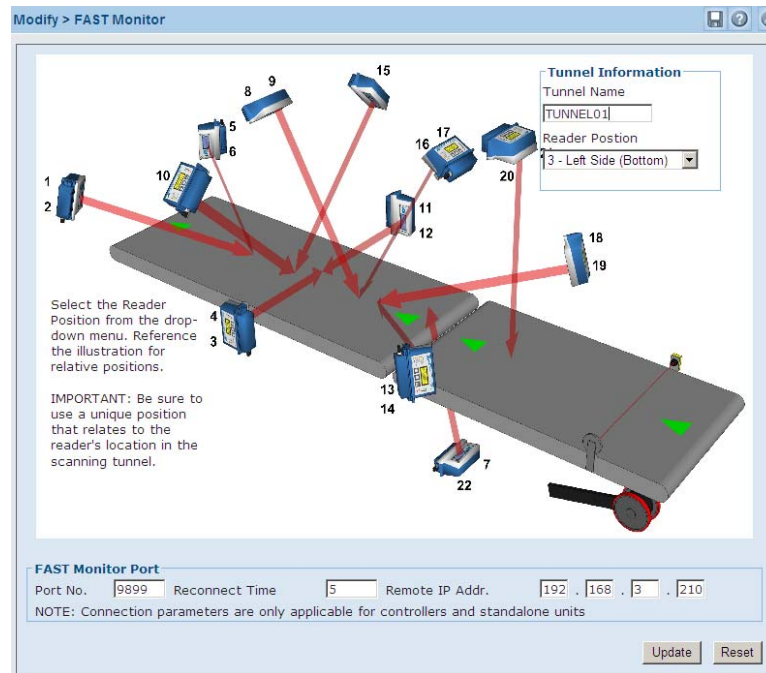 Modify > FAST Monitor
Tunnel Information
Tunnel Name
TUNNEL01
Reader Postion
3 - Left Side (Bottom)
15
9
8
17
5
16
6
20
10
1
11
2
12
18
19
4
3
13
14
7
22
Select the Reader
Position from the drop-
down menu. Reference
the illustration for
relative positions.
IMPORTANT: Be sure to
use a unique position
that relates to the
reader's location in the
scanning tunnel.
FAST Monitor Port
Port No. 9899 Reconnect Time 5 Remote IP Addr. 192 . 168 . 3 . 210
NOTE: Connection parameters are only applicable for controllers and standalone units
Update Reset